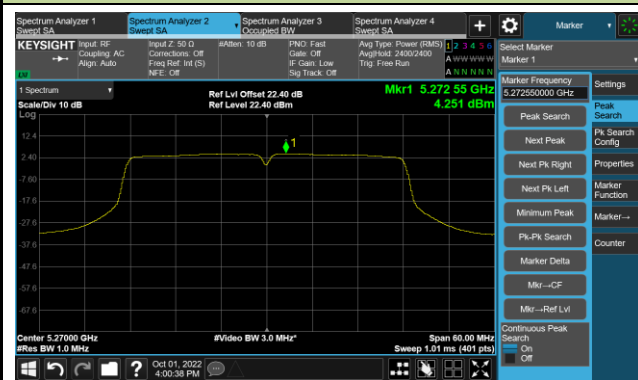 Spectrum Analyzer 1
Swept SA
Spectrum Analyzer 2
Swept SA
Spectrum Analyzer 3
Occupied BW
Spectrum Analyzer 4
Swept SA
+
Marker
KEYSIGHT
Input: RF
Coupling: AC
Align: Auto
Input Z: 50 Ω
Corrections: Off
Freq Ref: Int (S)
NFE: Off
#Atten: 10 dB
PNO: Fast
Gate: Off
IF Gain: Low
Sig Track: Off
Avg Type: Power (RMS)
Avg|Hold: 2400/2400
Trig: Free Run
1 2 3 4 5 6
A W W W W W
A N N N N N
Select Marker
Marker 1
LXI
1 Spectrum
Scale/Div 10 dB
Log
Ref Lvl Offset 22.40 dB
Ref Level 22.40 dBm
Mkr1 5.272 55 GHz
4.251 dBm
12.4
2.40
-7.60
-17.6
-27.6
-37.6
-47.6
-57.6
-67.6
1
Center 5.27000 GHz
#Res BW 1.0 MHz
#Video BW 3.0 MHz*
Span 60.00 MHz
Sweep 1.01 ms (401 pts)
Marker Frequency
5.272550000 GHz
Peak Search
Next Peak
Next Pk Right
Next Pk Left
Minimum Peak
Pk-Pk Search
Marker Delta
Mkr→CF
Mkr→Ref Lvl
Continuous Peak
Search
On
Off
Settings
Peak
Search
Pk Search
Config
Properties
Marker
Function
Marker→
Counter
?
Oct 01, 2022
4:00:38 PM